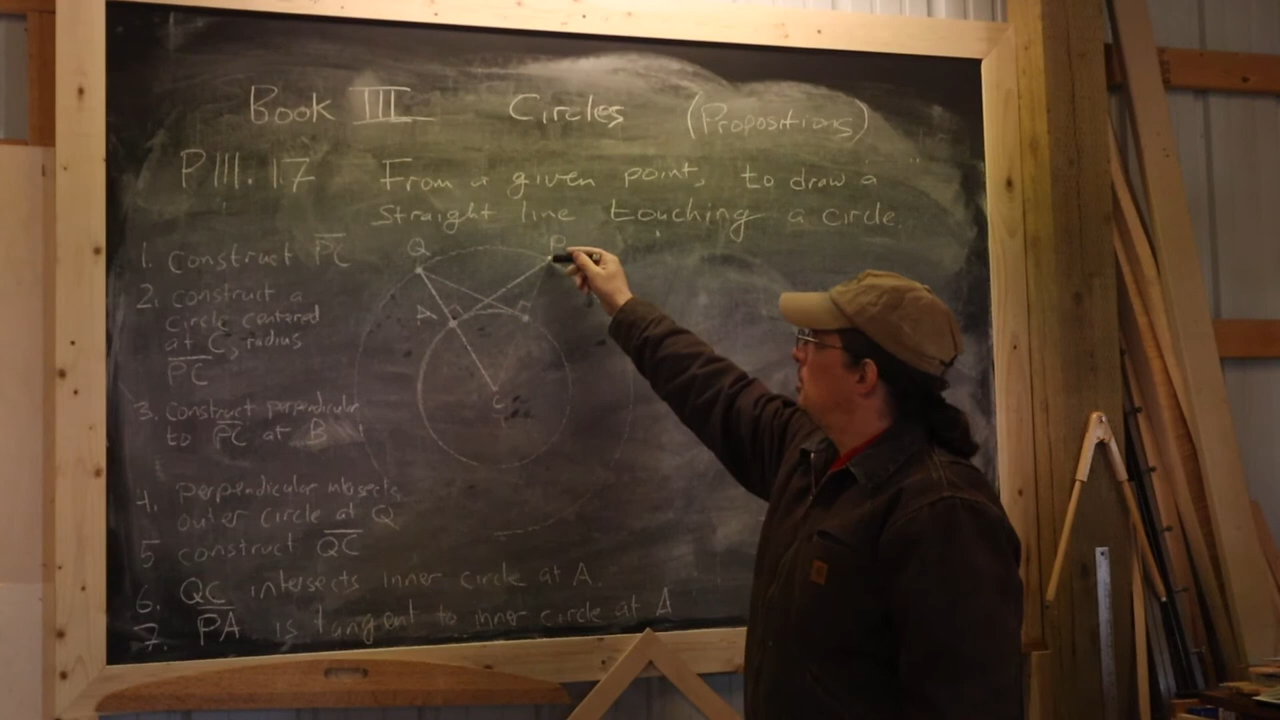 Book III Circles (Propositions)
P III. 17 From a given point, to draw a
straight line touching a circle.
1. construct PC
2. construct a
circle centered
at C, radius
PC
3. Construct perpendicular
to PC at B
4. perpendicular intersects
outer circle at Q
5 construct QC
6. QC intersects inner circle at A.
7. PA is tangent to inner circle at A
Q
P
A
C